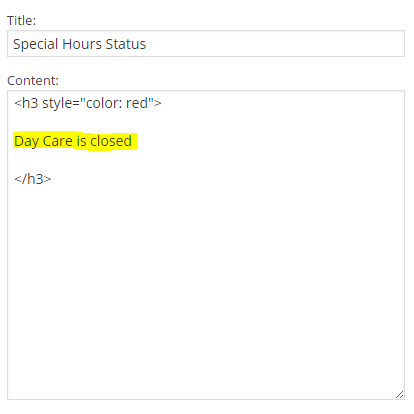 Title:
Special Hours Status
Content:
<h3 style="color: red">
Day Care is closed
</h3>